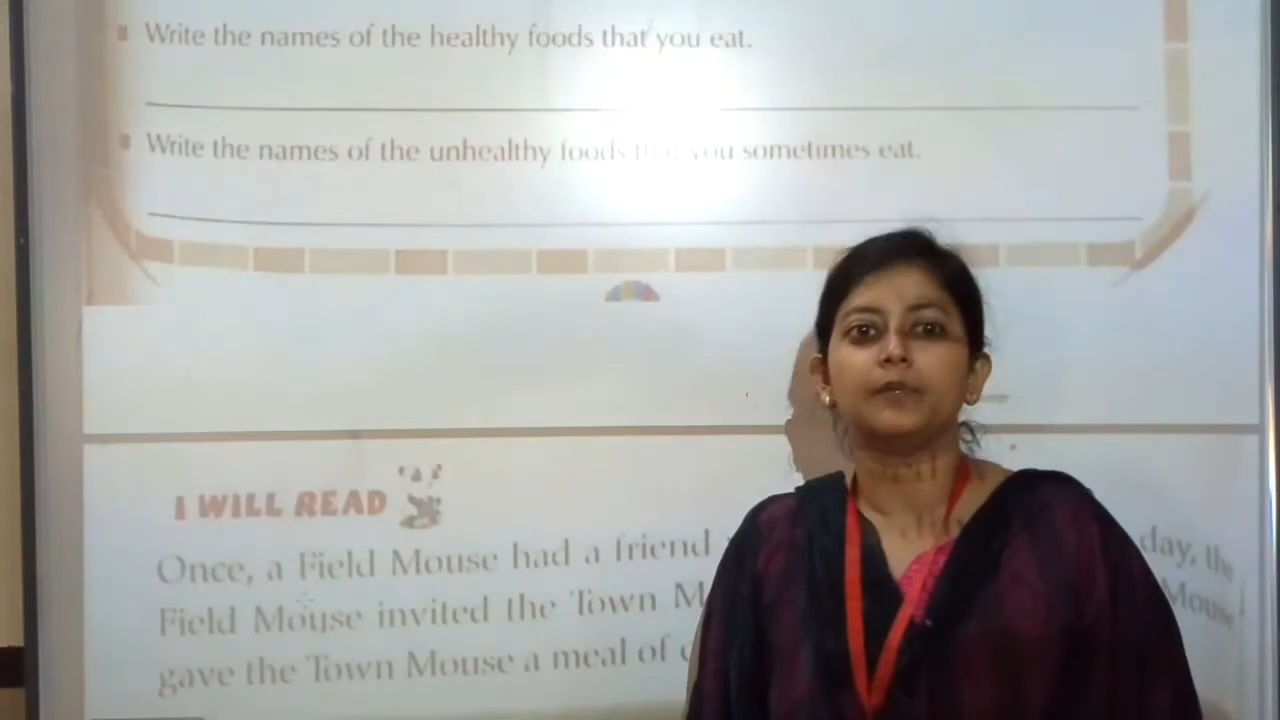 Write the names of the healthy foods that you eat.
Write the names of the unhealthy foods that you sometimes eat.
I WILL READ
Once, a Field Mouse had a friend day, the
Field Mouse invited the Town Mouse
gave the Town Mouse a meal of